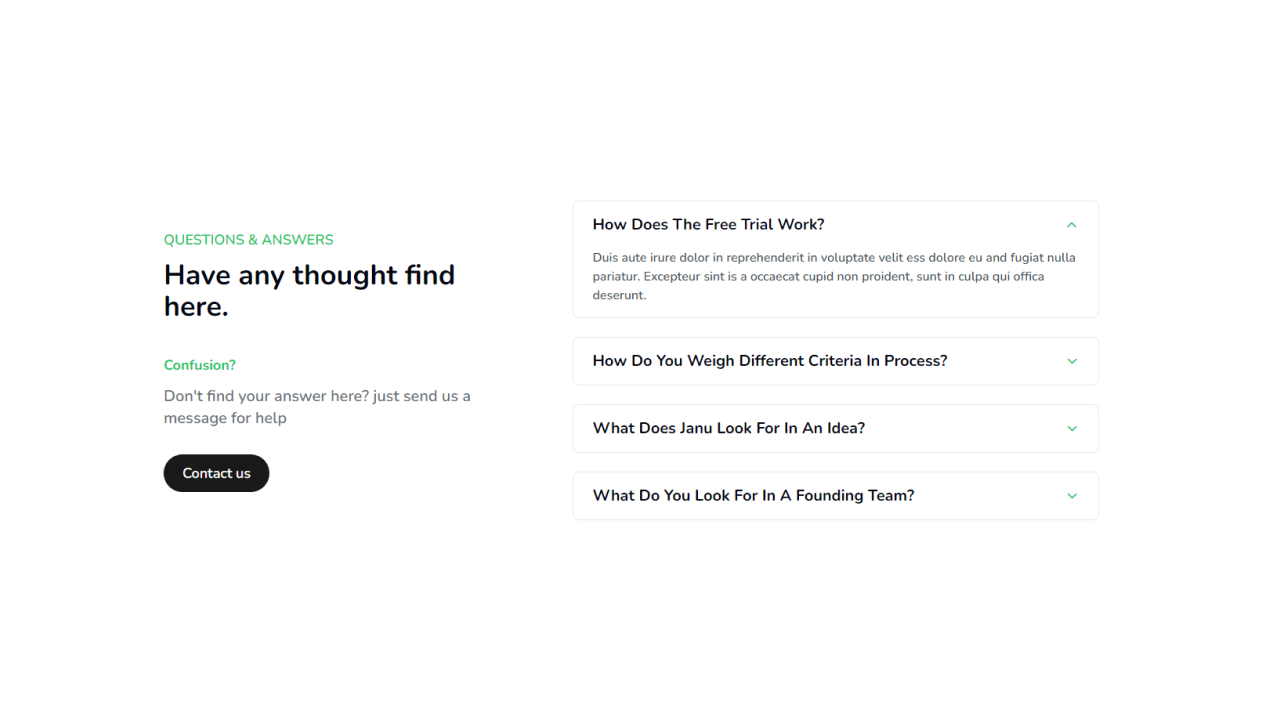 QUESTIONS & ANSWERS
Have any thought find
here.
Confusion?
Don't find your answer here? just send us a
message for help
Contact us
How Does The Free Trial Work?
Duis aute irure dolor in reprehenderit in voluptate velit ess dolore eu and fugiat nulla
pariatur. Excepteur sint is a occaecat cupid non proident, sunt in culpa qui offica
deserunt.
How Do You Weigh Different Criteria In Process?
What Does Janu Look For In An Idea?
What Do You Look For In A Founding Team?